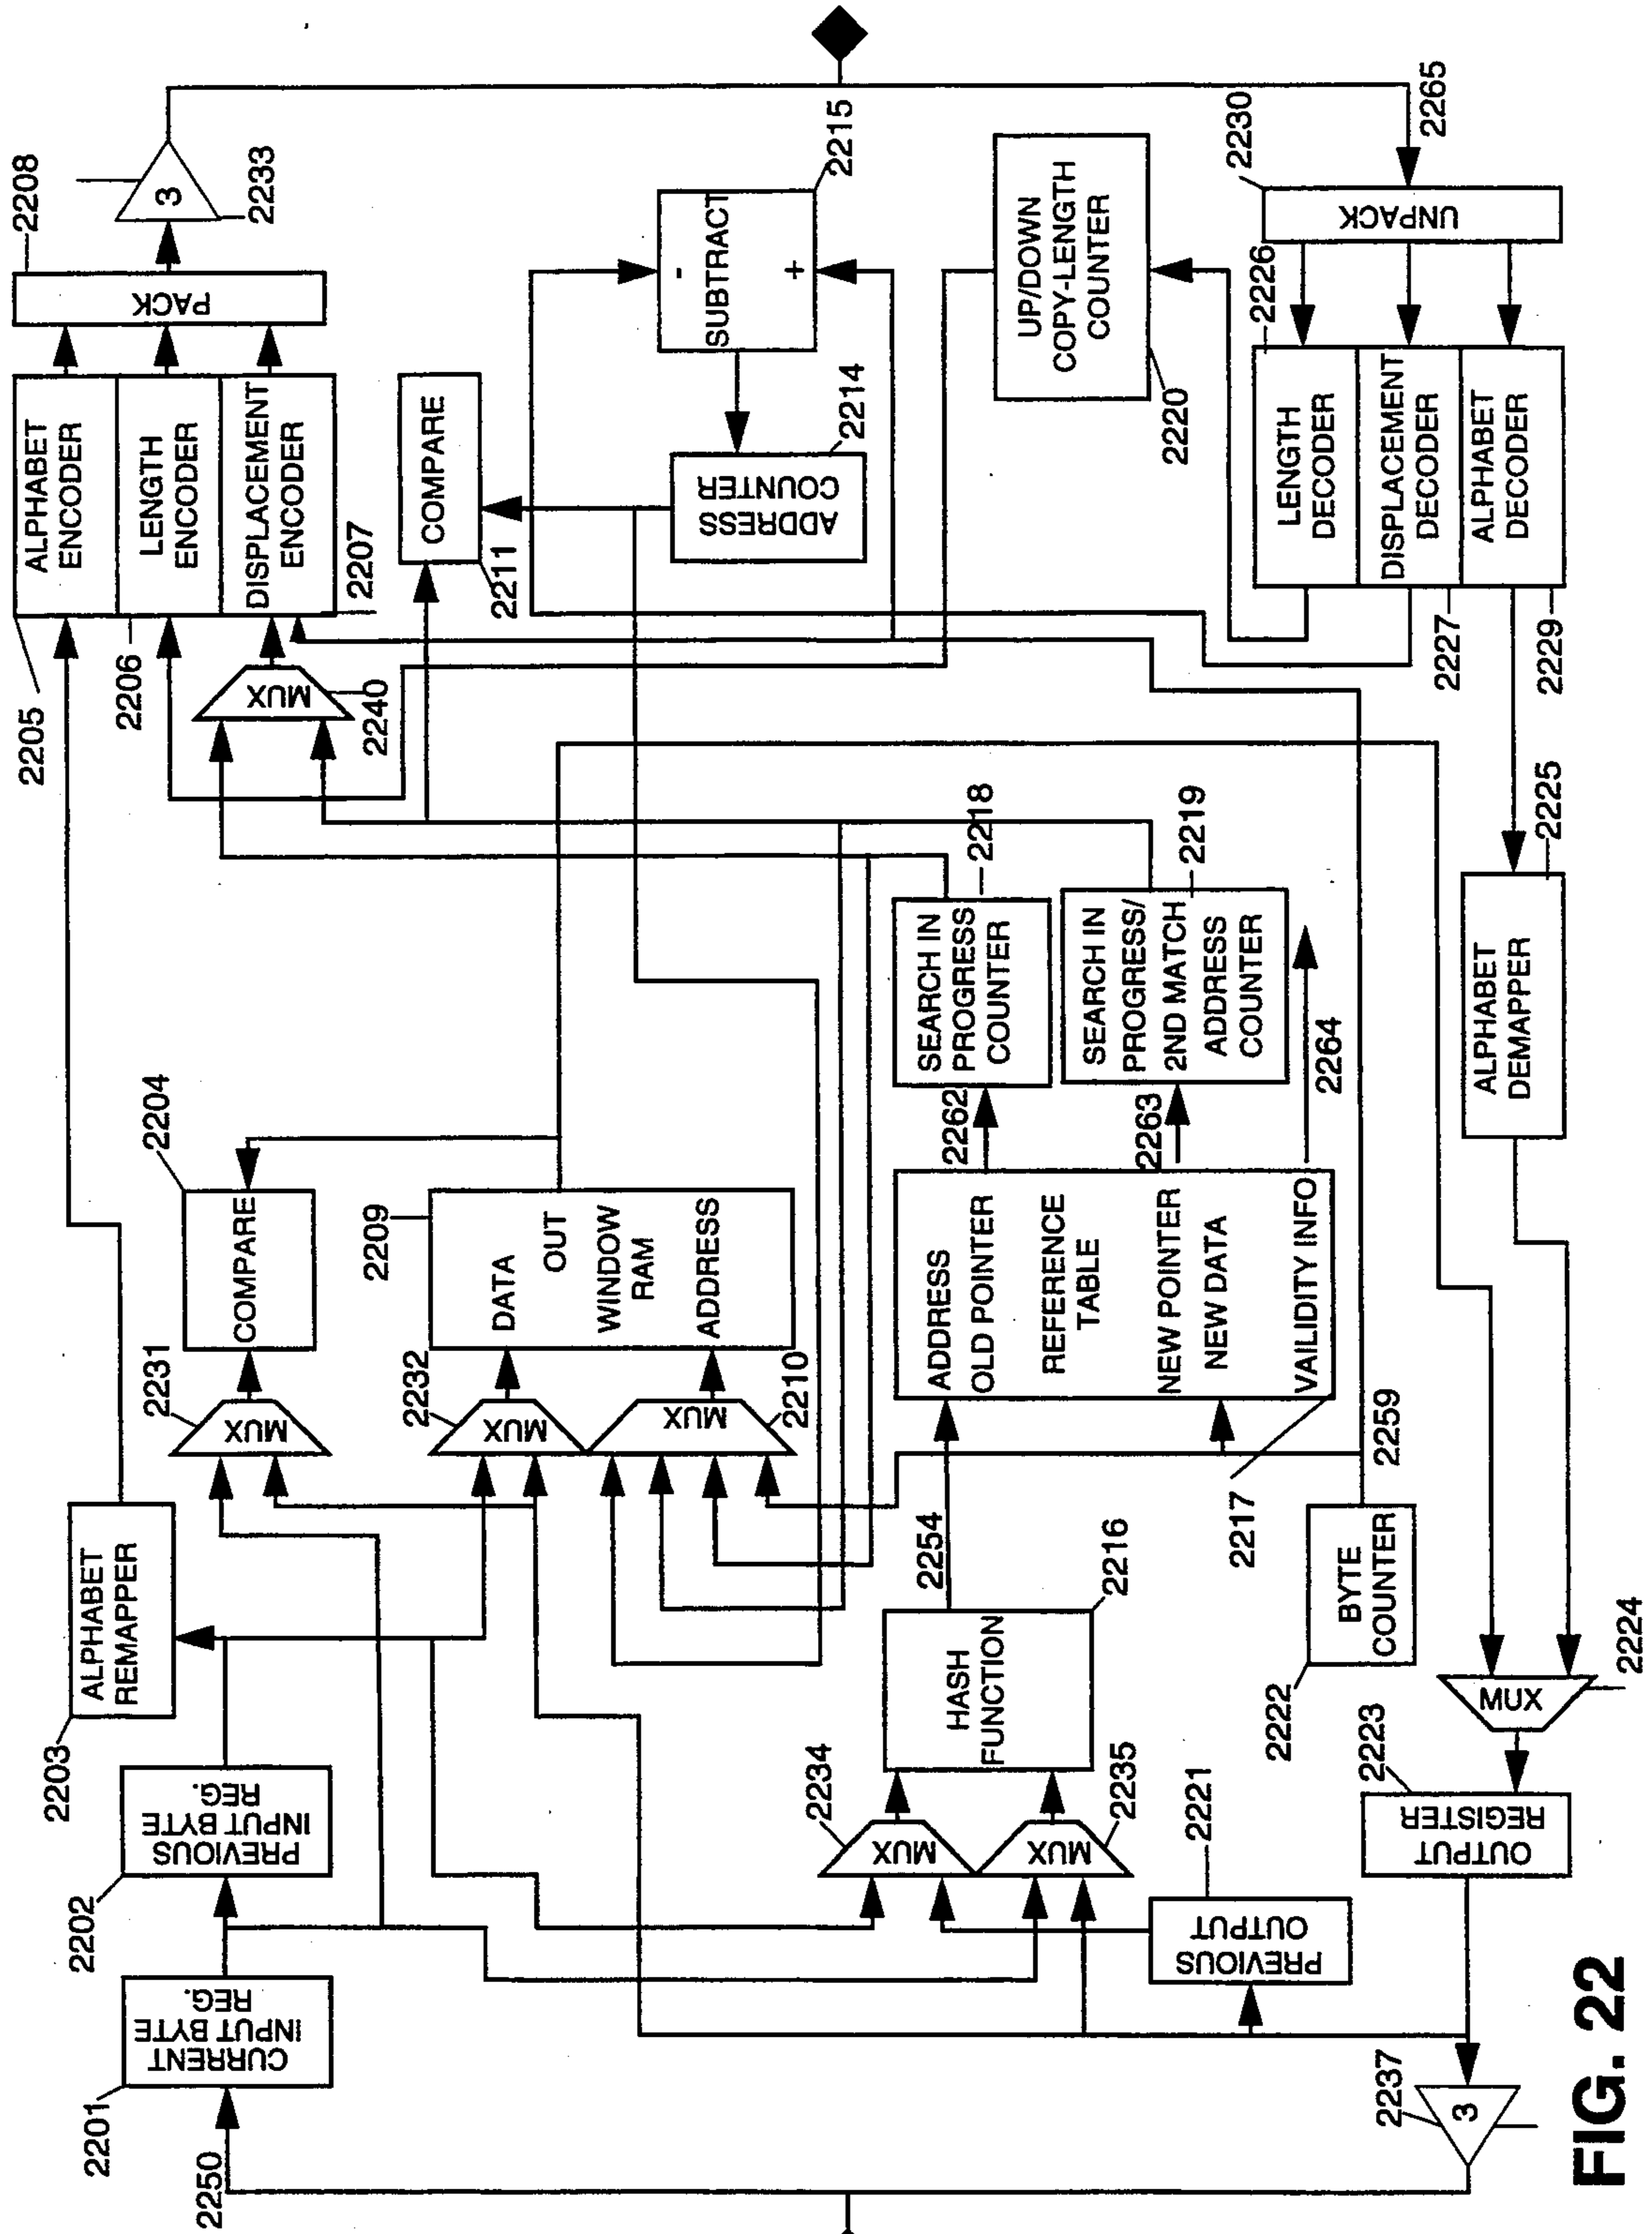 2208
2233
PACK
3
ALPHABET
ENCODER
LENGTH
ENCODER
DISPLACEMENT
ENCODER
2205
2206
2207
MUX
2240
COMPARE
2211
-
SUBTRACT
+
2215
ADDRESS
COUNTER
2214
UP/DOWN
COPY-LENGTH
COUNTER
2220
2230
2265
UNPACK
2226
LENGTH
DECODER
DISPLACEMENT
DECODER
ALPHABET
DECODER
2227
2229
2204
COMPARE
2231
MUX
2209
DATA
OUT
WINDOW
RAM
ADDRESS
2232
MUX
MUX
2210
2218
SEARCH IN
PROGRESS
COUNTER
2219
SEARCH IN
PROGRESS/
2ND MATCH
ADDRESS
COUNTER
2262
2263
2264
ADDRESS
OLD POINTER
REFERENCE
TABLE
NEW POINTER
NEW DATA
VAILIDITY INFO
2217
2225
ALPHABET
DEMAPPER
2203
ALPHABET
REMAPPER
2202
PREVIOUS
INPUT BYTE
REG.
2201
CURRENT
INPUT BYTE
REG.
2250
2254
2216
HASH
FUNCTION
2234
MUX
2235
MUX
2221
PREVIOUS
OUTPUT
2259
BYTE
COUNTER
2222
2224
MUX
2223
OUTPUT
REGISTER
2237
3
FIG. 22